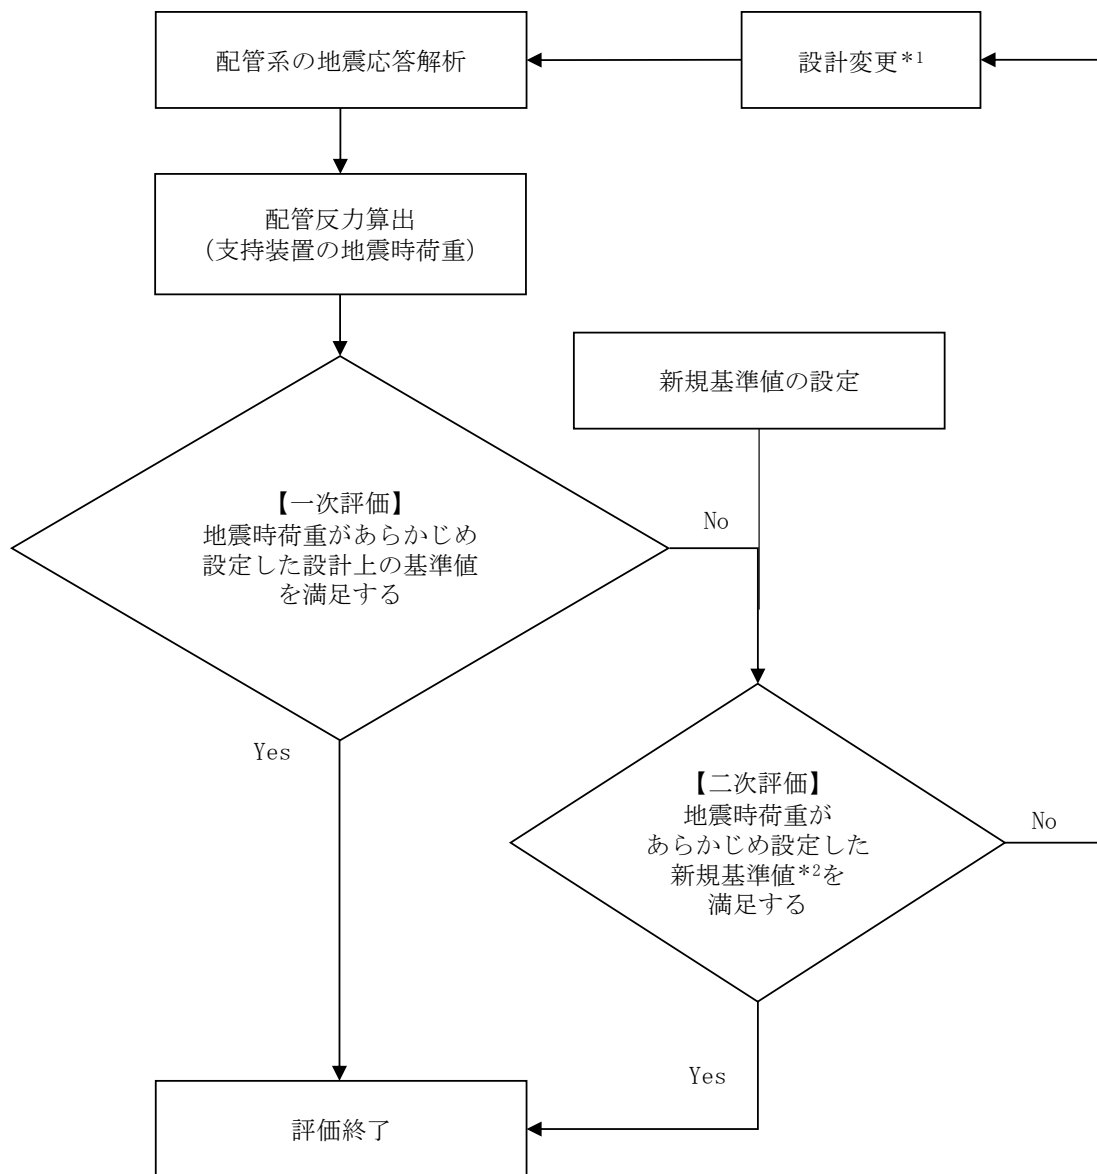 配管系の地震応答解析
設計変更*1
配管反力算出
(支持装置の地震時荷重)
新規基準値の設定
【一次評価】
地震時荷重があらかじめ
設定した設計上の基準値
を満足する
No
Yes
【二次評価】
地震時荷重が
あらかじめ設定した
新規基準値*2を
満足する
No
Yes
評価終了